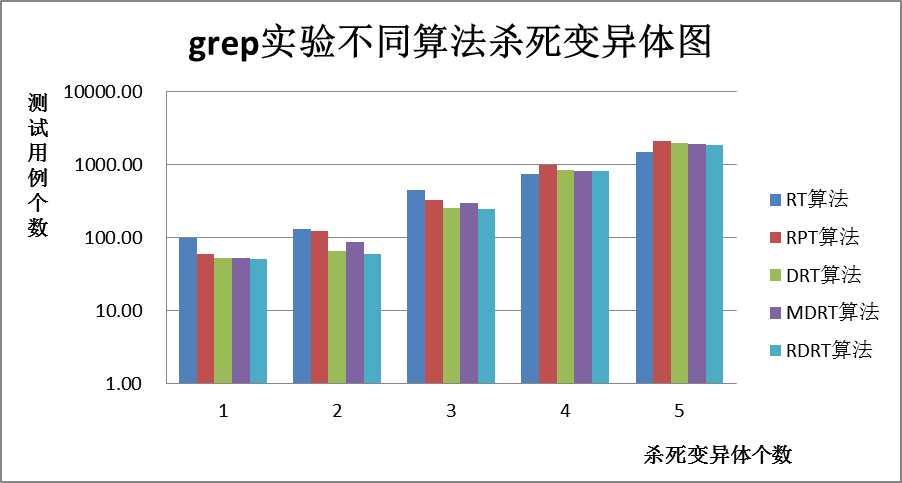 grep实验不同算法杀死变异体图
测试用例个数
10000.00
1000.00
100.00
10.00
1.00
1
2
3
4
5
杀死变异体个数
RT算法
RPT算法
DRT算法
MDRT算法
RDRT算法